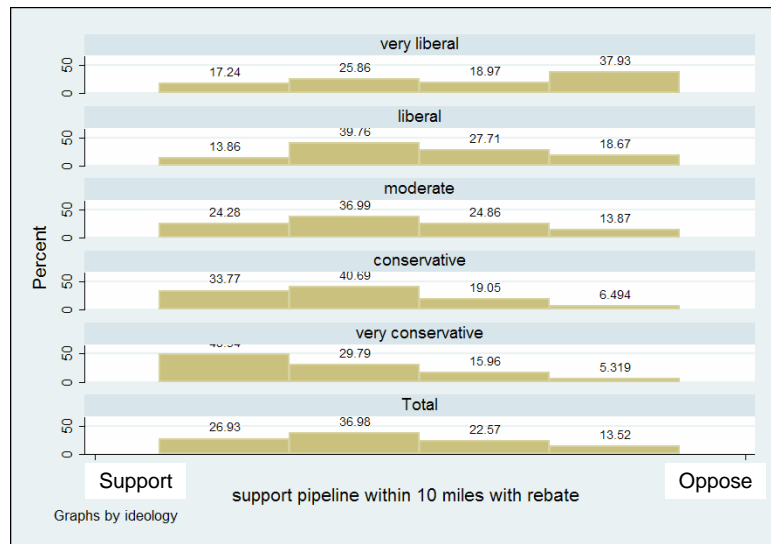 very liberal
17.24 25.86 18.97 37.93
50
0
liberal
13.86 39.76 27.71 18.67
50
0
moderate
24.28 36.99 24.86 13.87
50
0
Percent
conservative
33.77 40.69 19.05 6.494
50
0
very conservative
29.79 15.96 5.319
50
0
Total
26.93 36.98 22.57 13.52
50
0
Support
Oppose
support pipeline within 10 miles with rebate
Graphs by ideology